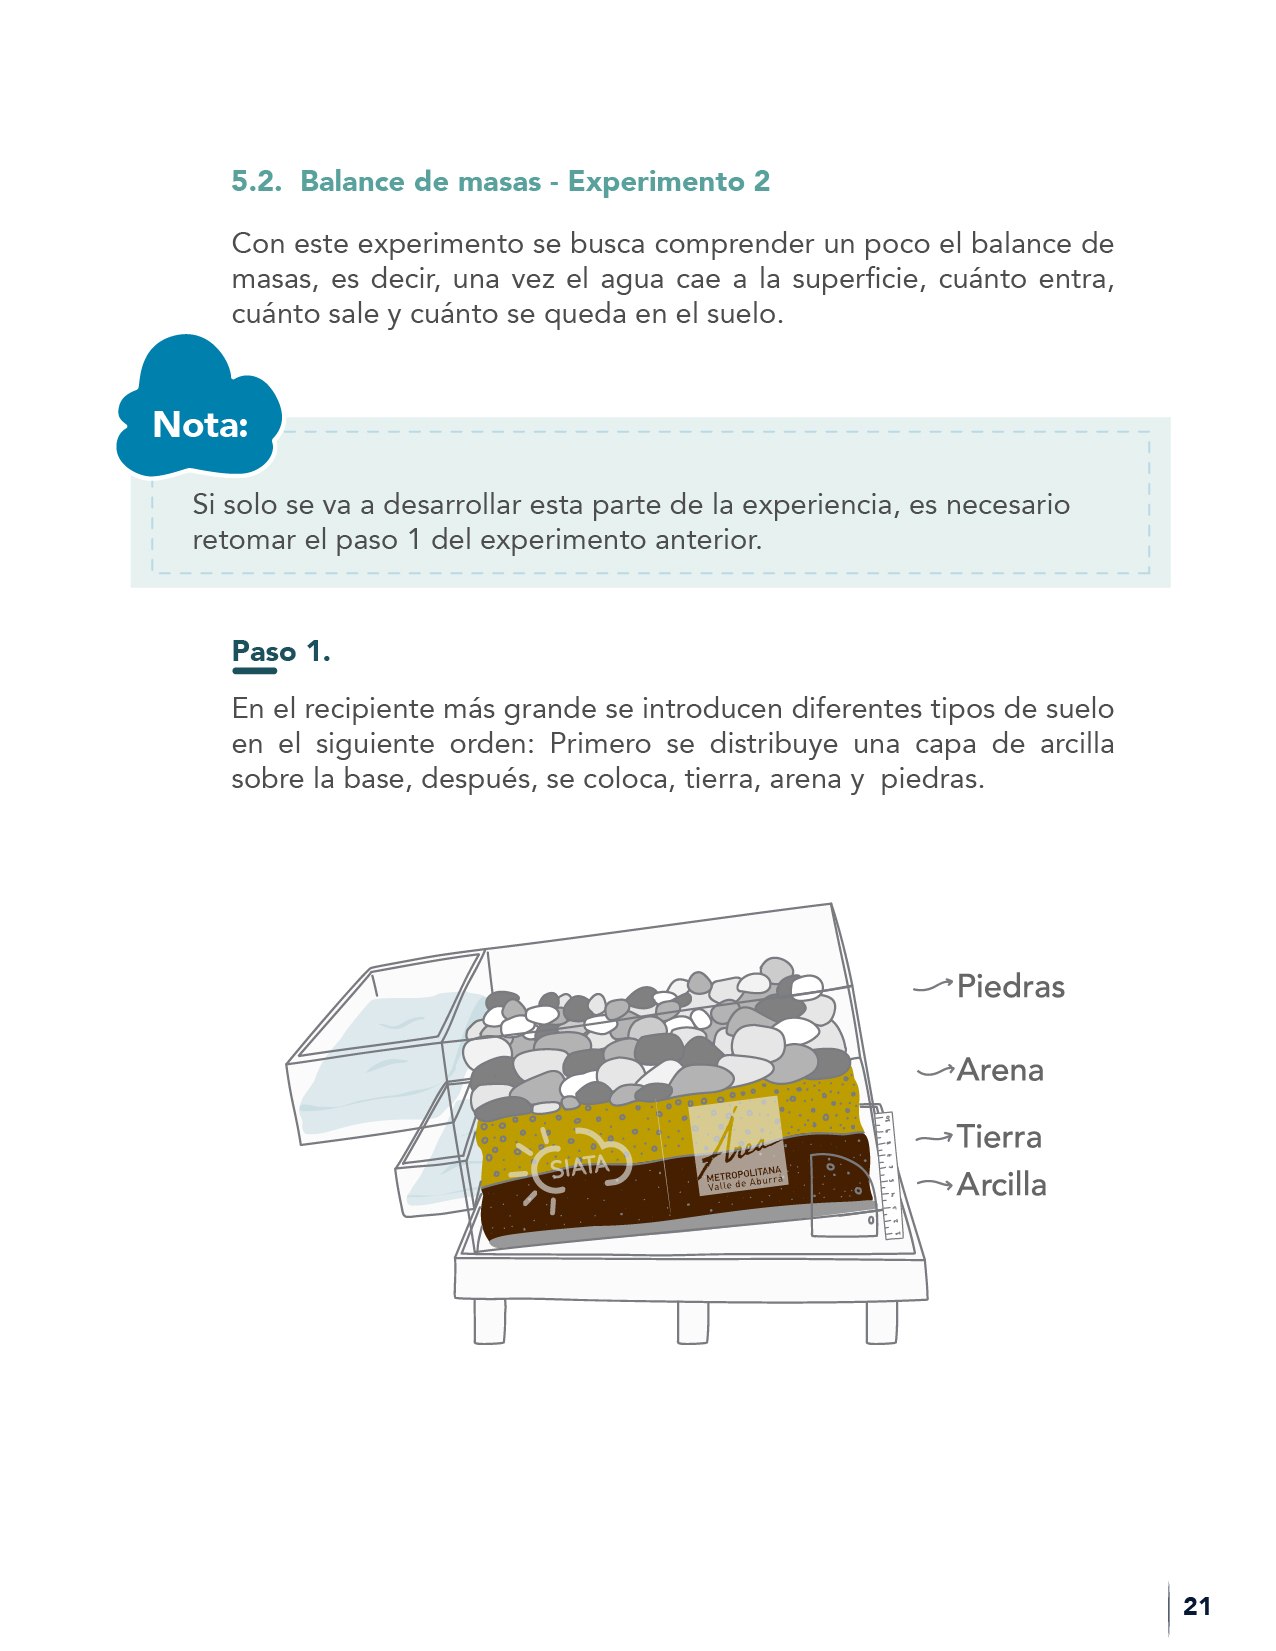 5.2. Balance de masas - Experimento 2
Con este experimento se busca comprender un poco el balance de
masas, es decir, una vez el agua cae a la superficie, cuánto entra,
cuánto sale y cuánto se queda en el suelo.
Nota:
Si solo se va a desarrollar esta parte de la experiencia, es necesario
retomar el paso 1 del experimento anterior.
Paso 1.
En el recipiente más grande se introducen diferentes tipos de suelo
en el siguiente orden: Primero se distribuye una capa de arcilla
sobre la base, después, se coloca, tierra, arena y piedras.
Piedras
Arena
Tierra
Arcilla
SIATA
Area
METROPOLITANA
Valle de Aburrá
21